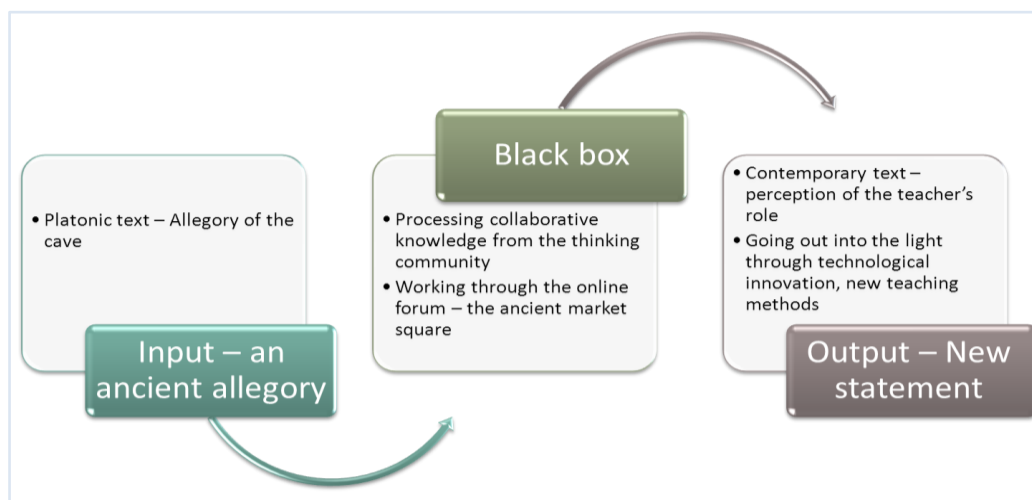 • Platonic text – Allegory of the
cave
Input – an
ancient allegory
Black box
• Processing collaborative
knowledge from the thinking
community
• Working through the online
forum – the ancient market
square
• Contemporary text –
perception of the teacher's
role
• Going out into the light
through technological
innovation, new teaching
methods
Output – New
statement